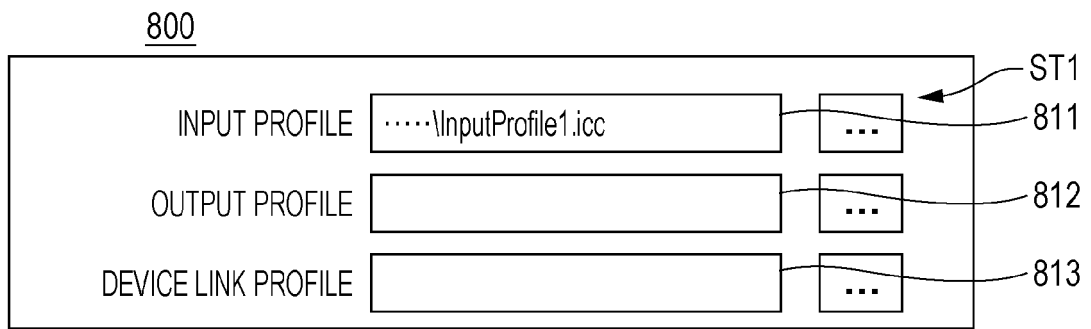 800
ST1
INPUT PROFILE ·····\InputProfile1.icc ... 811
OUTPUT PROFILE ... 812
DEVICE LINK PROFILE ... 813